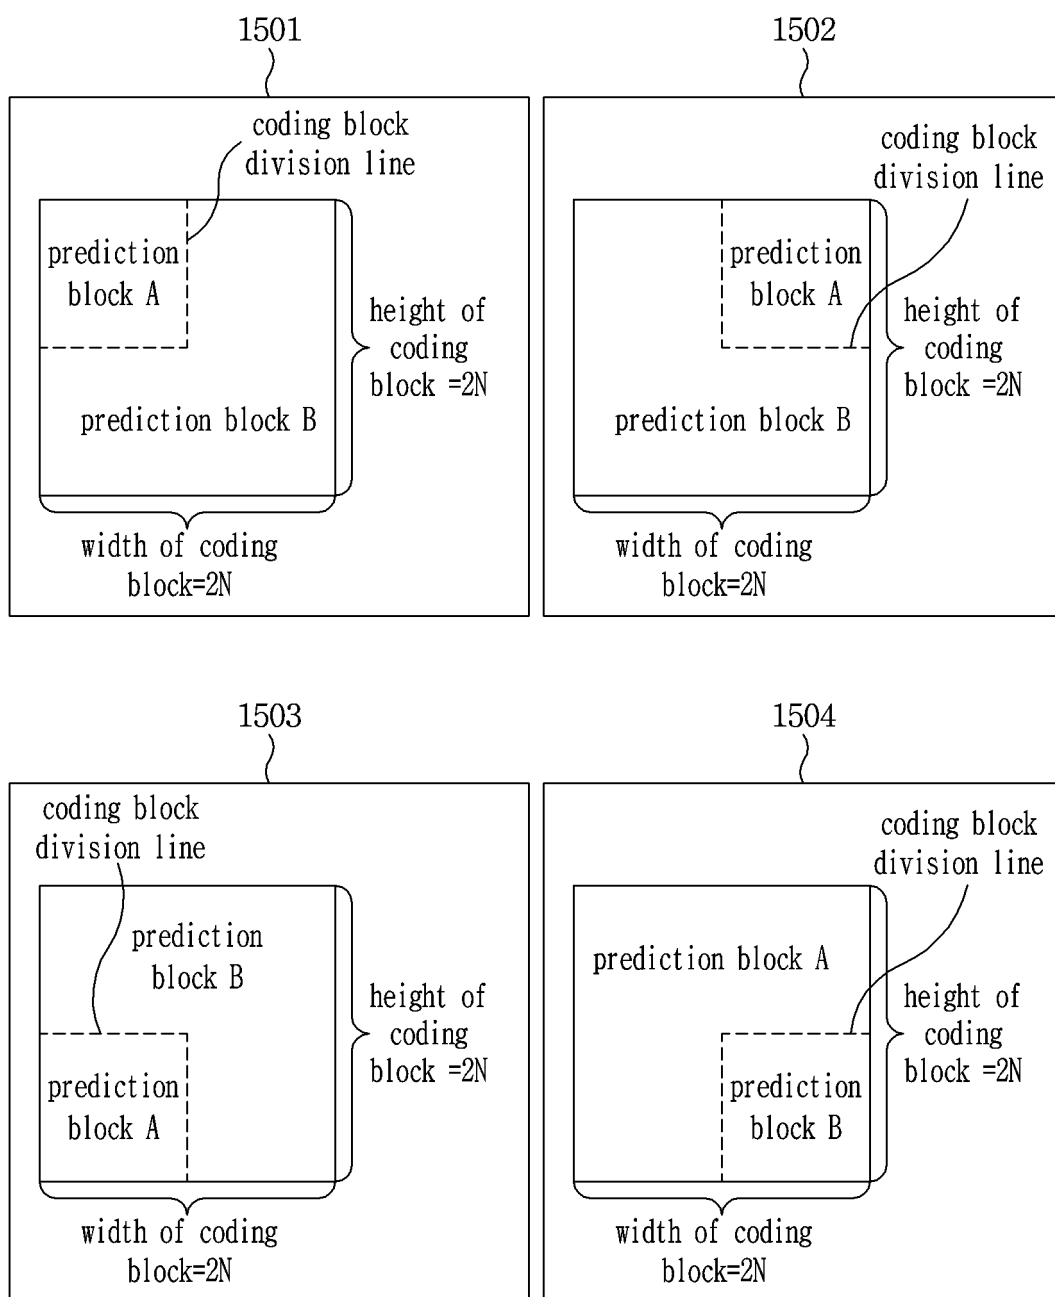 1501
coding block
division line
prediction
block A
height of
coding
block =2N
prediction block B
width of coding
block=2N
1502
coding block
division line
prediction
block A
height of
coding
block =2N
prediction block B
width of coding
block=2N
1503
coding block
division line
prediction
block B
height of
coding
block =2N
prediction
block A
width of coding
block=2N
1504
coding block
division line
prediction block A
height of
coding
block =2N
prediction
block B
width of coding
block=2N